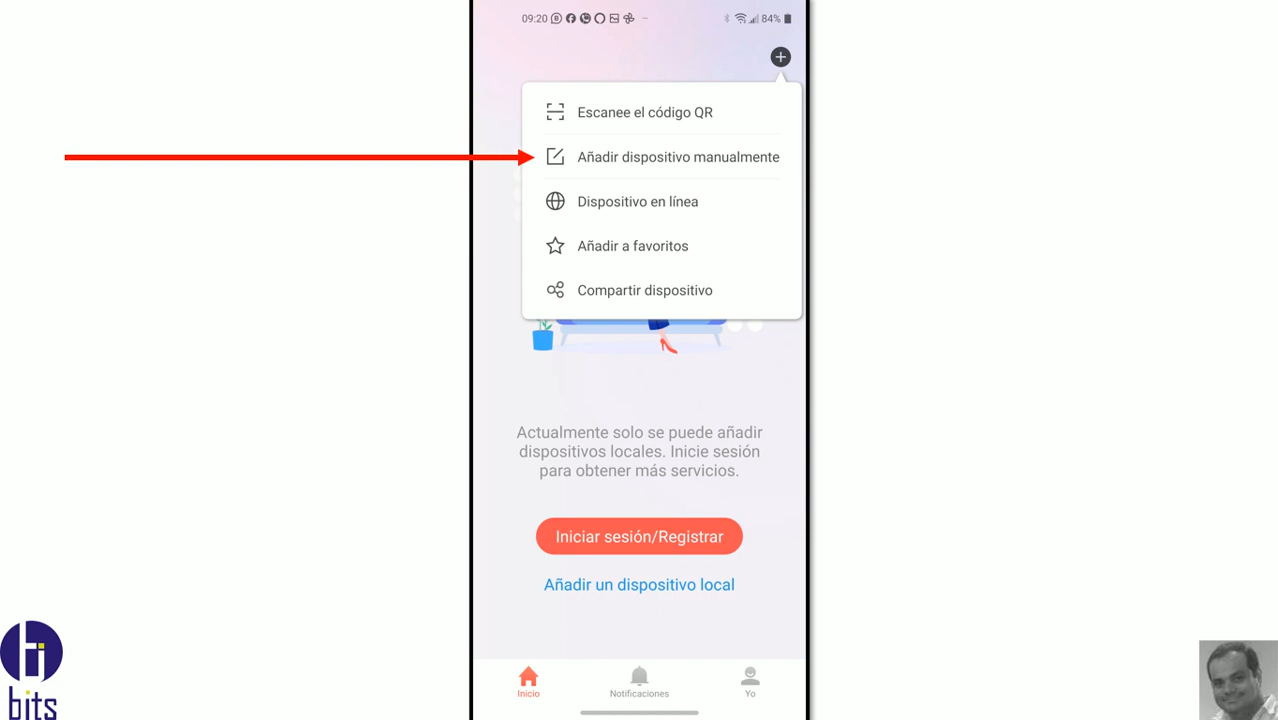 09:20
84%
Escanee el código QR
Añadir dispositivo manualmente
Dispositivo en línea
Añadir a favoritos
Compartir dispositivo
Actualmente solo se puede añadir
dispositivos locales. Inicie sesión
para obtener más servicios.
Iniciar sesión/Registrar
Añadir un dispositivo local
Inicio
Notificaciones
Yo
hi
bits